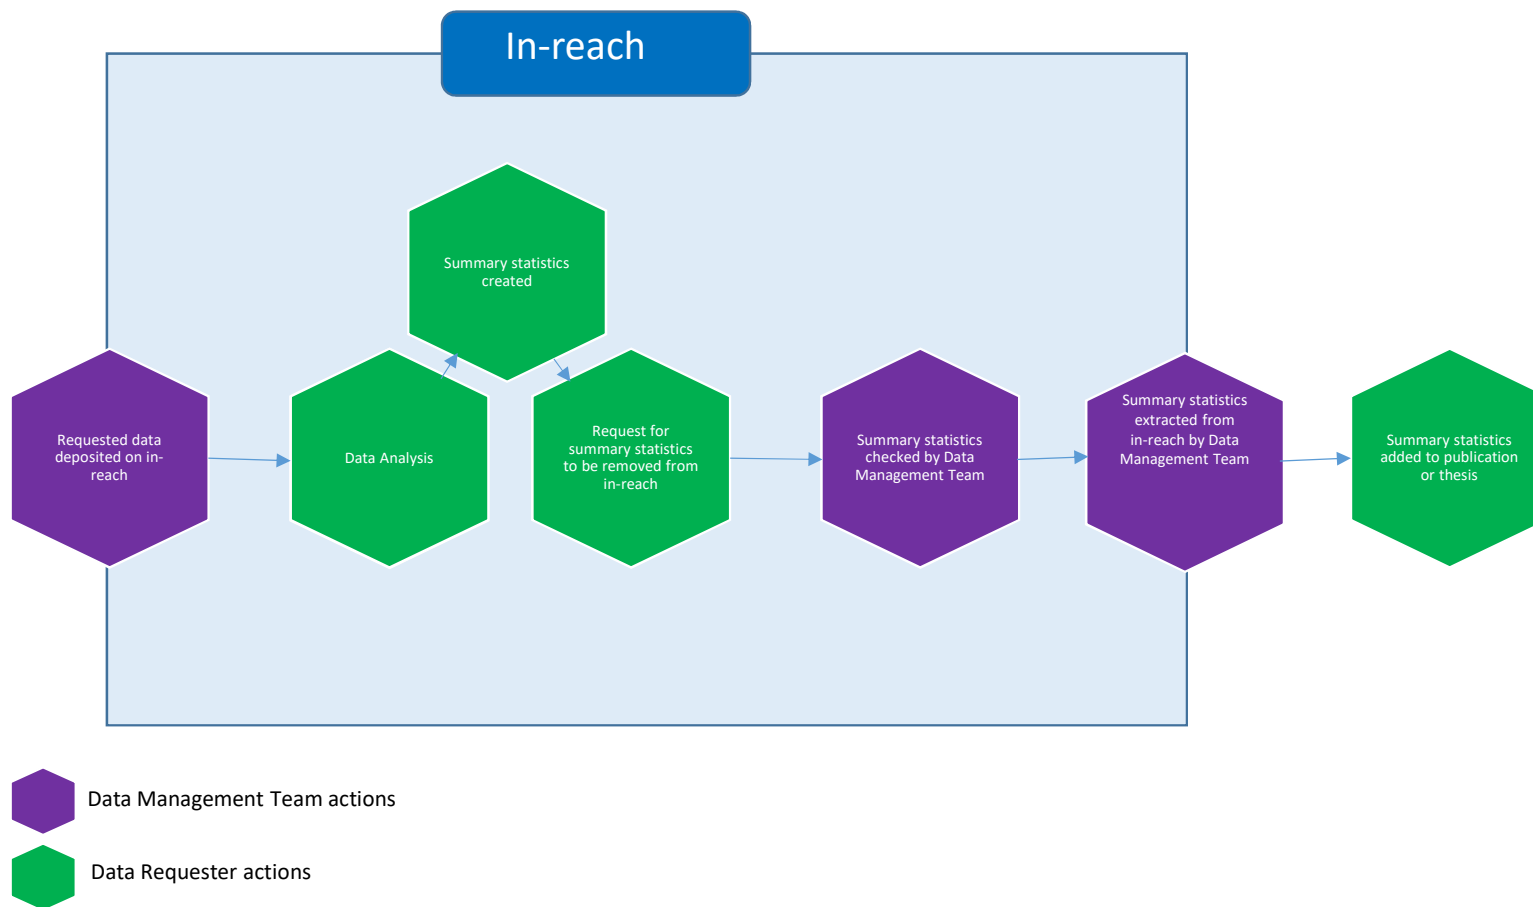 In-reach
Summary statistics
created
Requested data
deposited on in-
reach
Data Analysis
Request for
summary statistics
to be removed from
in-reach
Summary statistics
checked by Data
Management Team
Summary statistics
extracted from
in-reach by Data
Management Team
Summary statistics
added to publication
or thesis
Data Management Team actions
Data Requester actions